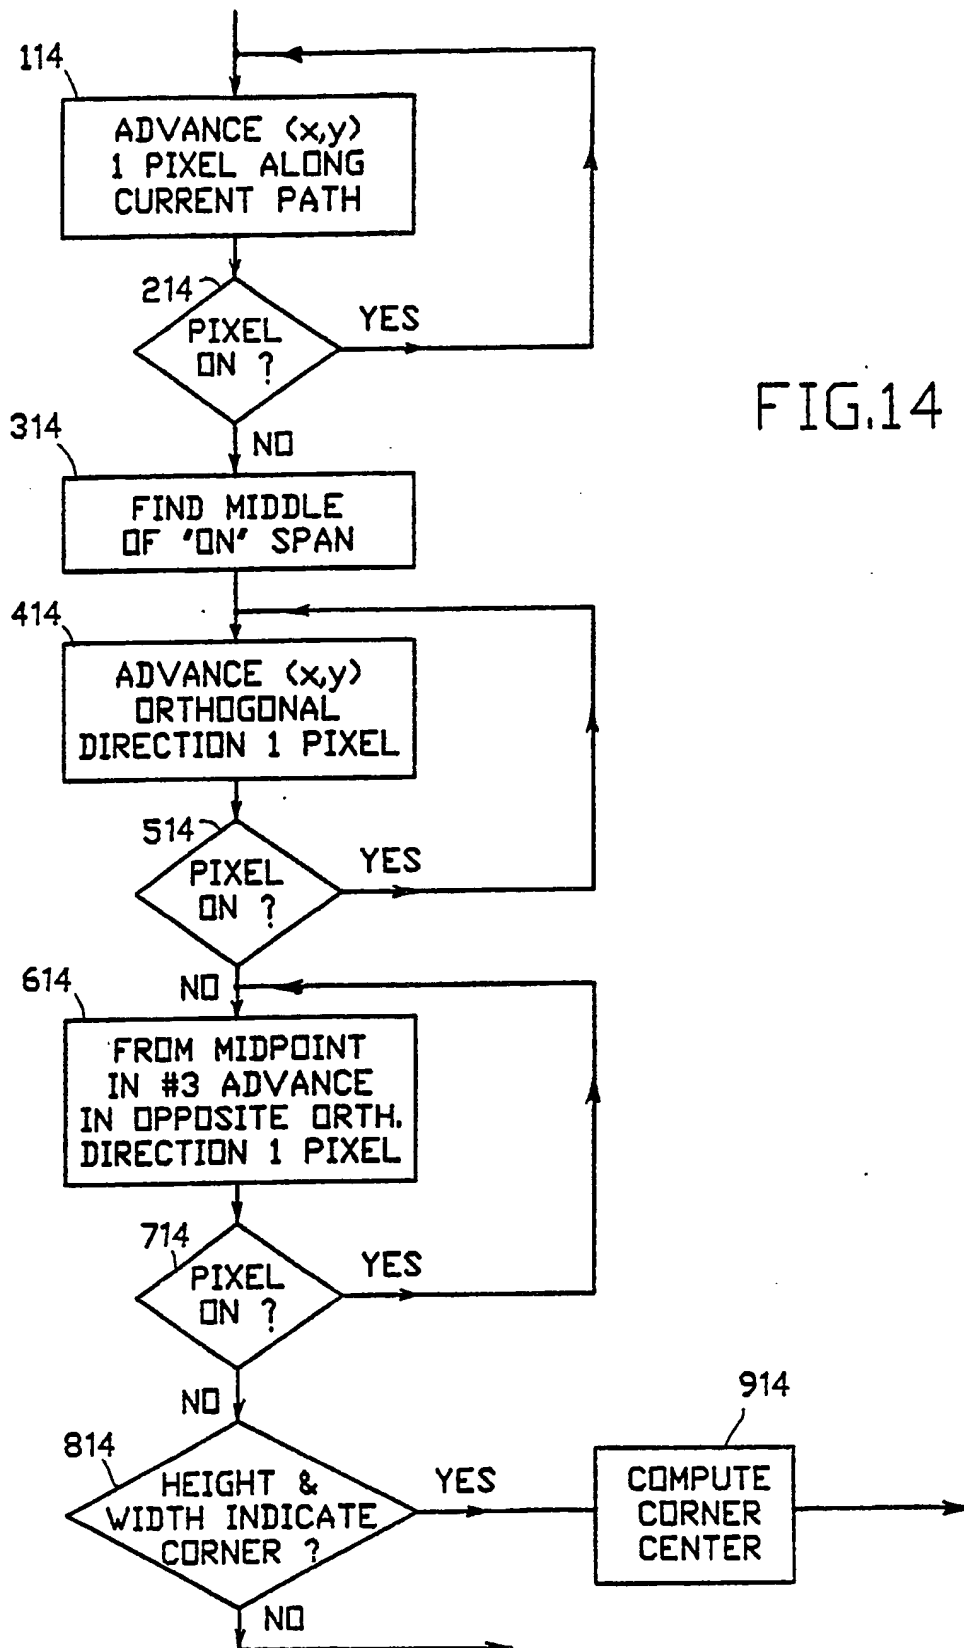 114
ADVANCE (x,y)
1 PIXEL ALONG
CURRENT PATH
214
PIXEL
ON ?
YES
FIG.14
314
NO
FIND MIDDLE
OF "ON" SPAN
414
ADVANCE (x,y)
ORTHOGONAL
DIRECTION 1 PIXEL
514
PIXEL
ON ?
YES
614
NO
FROM MIDPOINT
IN #3 ADVANCE
IN OPPOSITE ORTH.
DIRECTION 1 PIXEL
714
PIXEL
ON ?
YES
NO
814
HEIGHT &
WIDTH INDICATE
CORNER ?
YES
914
COMPUTE
CORNER
CENTER
NO